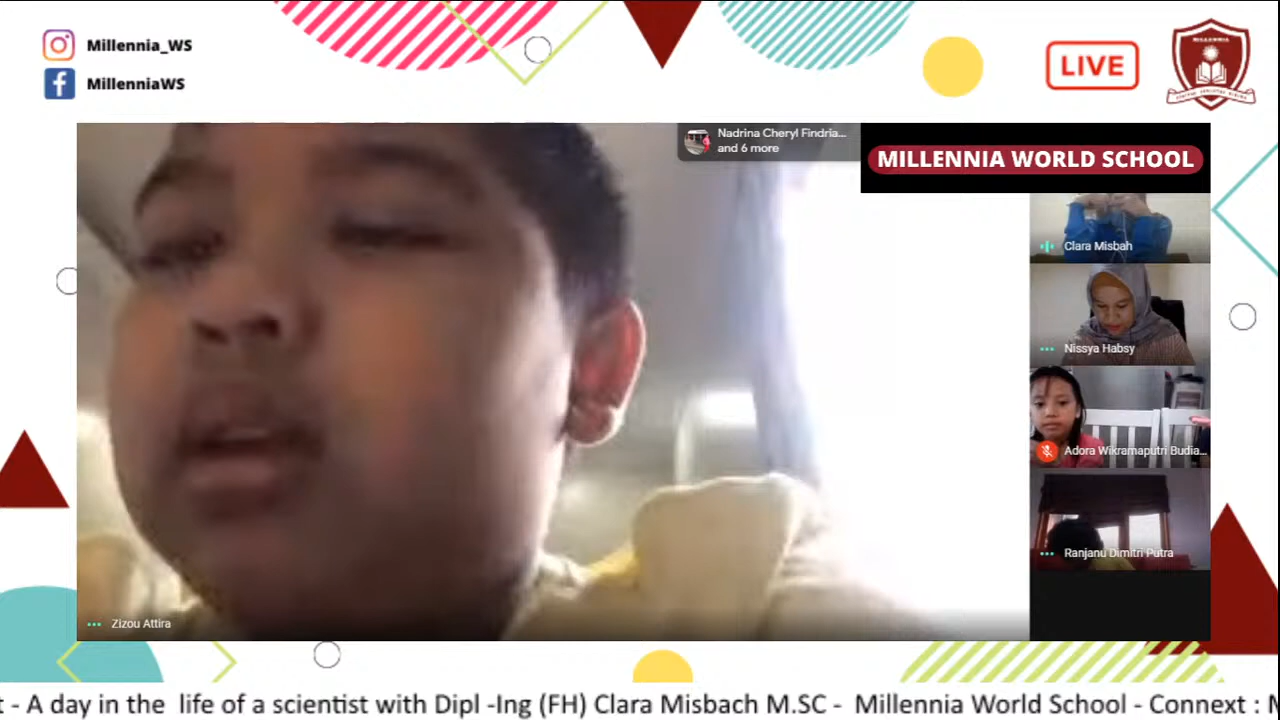 Millennia_WS
MillenniaWS
LIVE
MILLENNIA
Nadrina Cheryl Findria...
and 6 more
MILLENNIA WORLD SCHOOL
Clara Misbah
Nissya Habsy
Adora Wikramaputri Budia...
Ranjanu Dimitri Putra
Zizou Attira
t - A day in the life of a scientist with Dipl -Ing (FH) Clara Misbach M.SC - Millennia World School - Connext : M